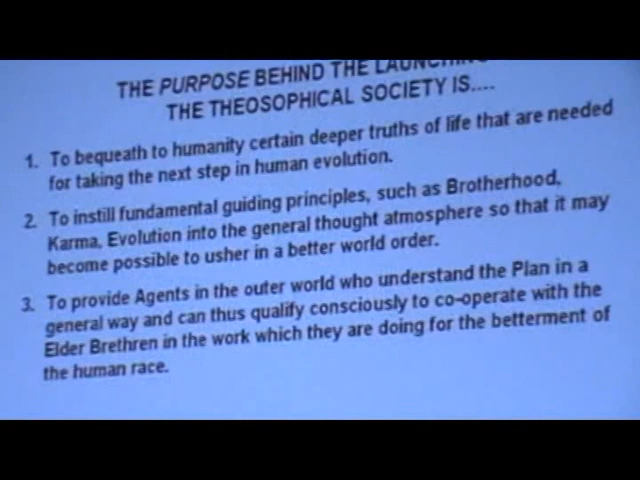 THE PURPOSE BEHIND THE LAUNCHING
THE THEOSOPHICAL SOCIETY IS....
1. To bequeath to humanity certain deeper truths of life that are needed
for taking the next step in human evolution.
2. To instill fundamental guiding principles, such as Brotherhood,
Karma, Evolution into the general thought atmosphere so that it may
become possible to usher in a better world order.
3. To provide Agents in the outer world who understand the Plan in a
general way and can thus qualify consciously to co-operate with the
Elder Brethren in the work which they are doing for the betterment of
the human race.